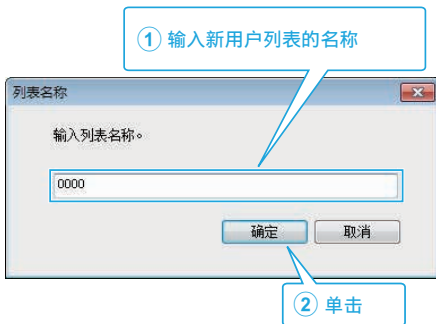 ① 输入新用户列表的名称
列表名称
输入列表名称。
0000
确定 取消
② 单击